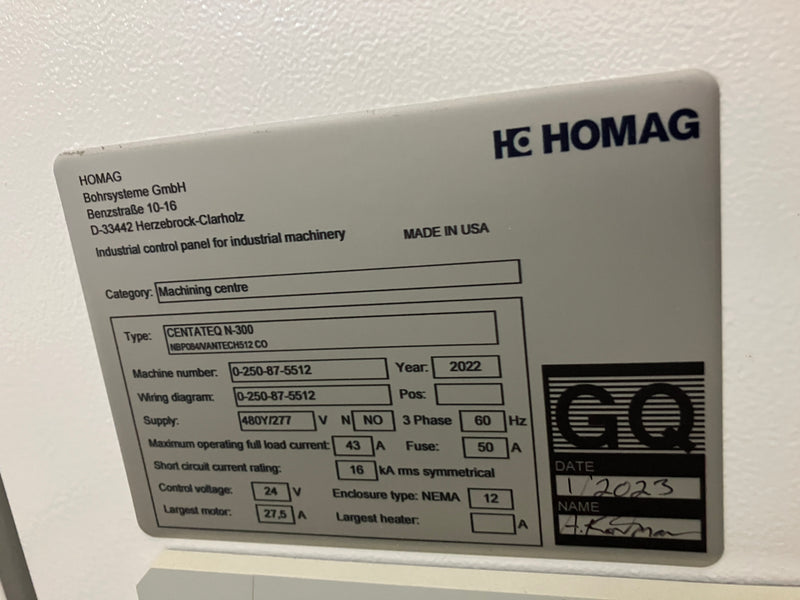 HOMAG
HOMAG
Bohrsysteme GmbH
Benzstraße 10-16
D-33442 Herzebrock-Clarholz
Industrial control panel for industrial machinery MADE IN USA
Category: Machining centre
Type: CENTATEQ N-300
NBP084/VANTECH512 CO
Machine number: 0-250-87-5512 Year: 2022
Wiring diagram: 0-250-87-5512 Pos:
Supply: 480Y/277 V N NO 3 Phase 60 Hz
Maximum operating full load current: 43 A Fuse: 50 A
Short circuit current rating: 16 kA rms symmetrical
Control voltage: 24 V Enclosure type: NEMA 12
Largest motor: 27,5 A Largest heater: A
GQ
DATE
1/2023
NAME